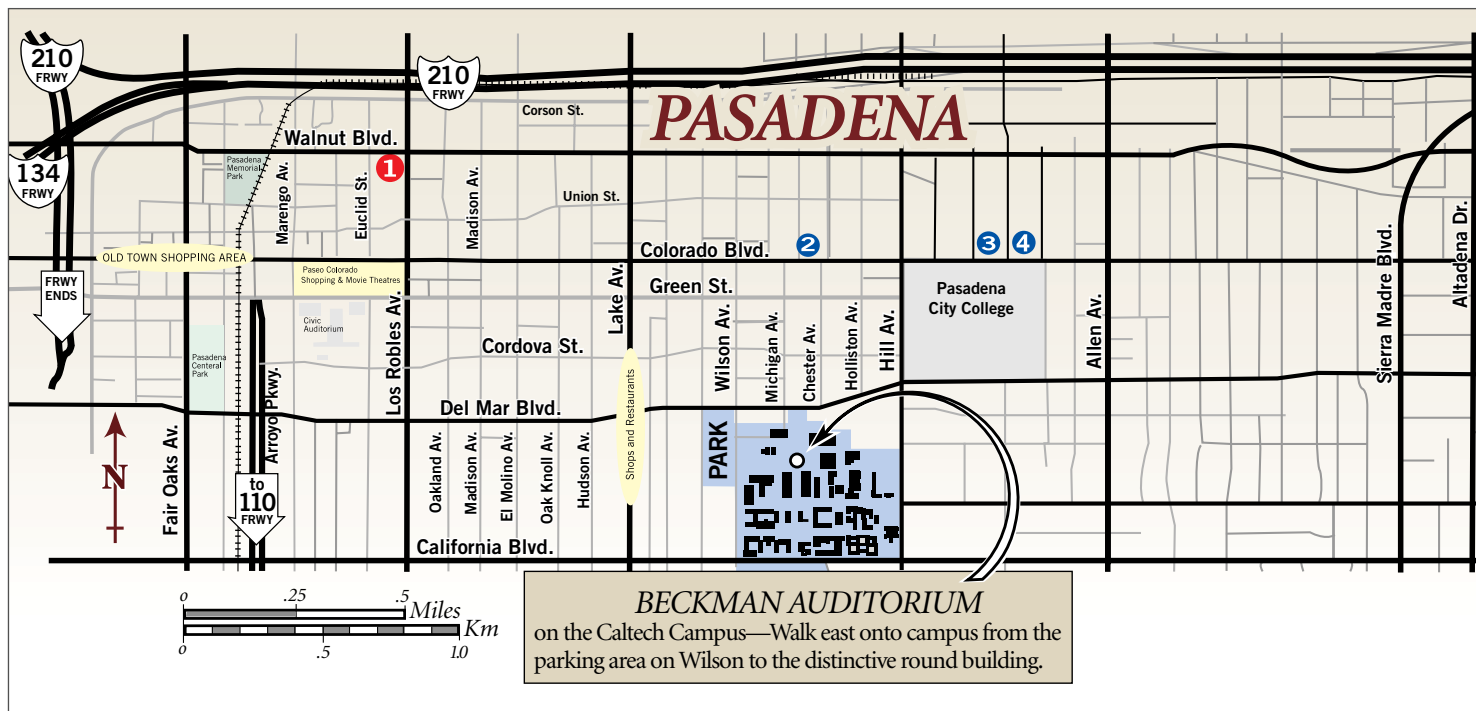 210
FRWY
210
FRWY
Corson St.
PASADENA
Walnut Blvd.
134
FRWY
Pasadena
Memorial
Park
Marengo Av.
Euclid St.
1
Madison Av.
Union St.
OLD TOWN SHOPPING AREA
Colorado Blvd.
2
3
4
Altadena Dr.
Sierra Madre Blvd.
FRWY
ENDS
Paseo Colorado
Shopping & Movie Theatres
Green St.
Pasadena
City College
Civic
Auditorium
Lake Av.
Los Robles Av.
Cordova St.
Wilson Av.
Michigan Av.
Chester Av.
Holliston Av.
Hill Av.
Allen Av.
Pasadena
Centeral
Park
Arroyo Pkwy.
Del Mar Blvd.
Shops and Restaurants
PARK
N
Fair Oaks Av.
to
110
FRWY
Oakland Av.
Madison Av.
El Molino Av.
Oak Knoll Av.
Hudson Av.
California Blvd.
0 .25 .5 Miles
Km
0 .5 1.0
BECKMAN AUDITORIUM
on the Caltech Campus—Walk east onto campus from the
parking area on Wilson to the distinctive round building.